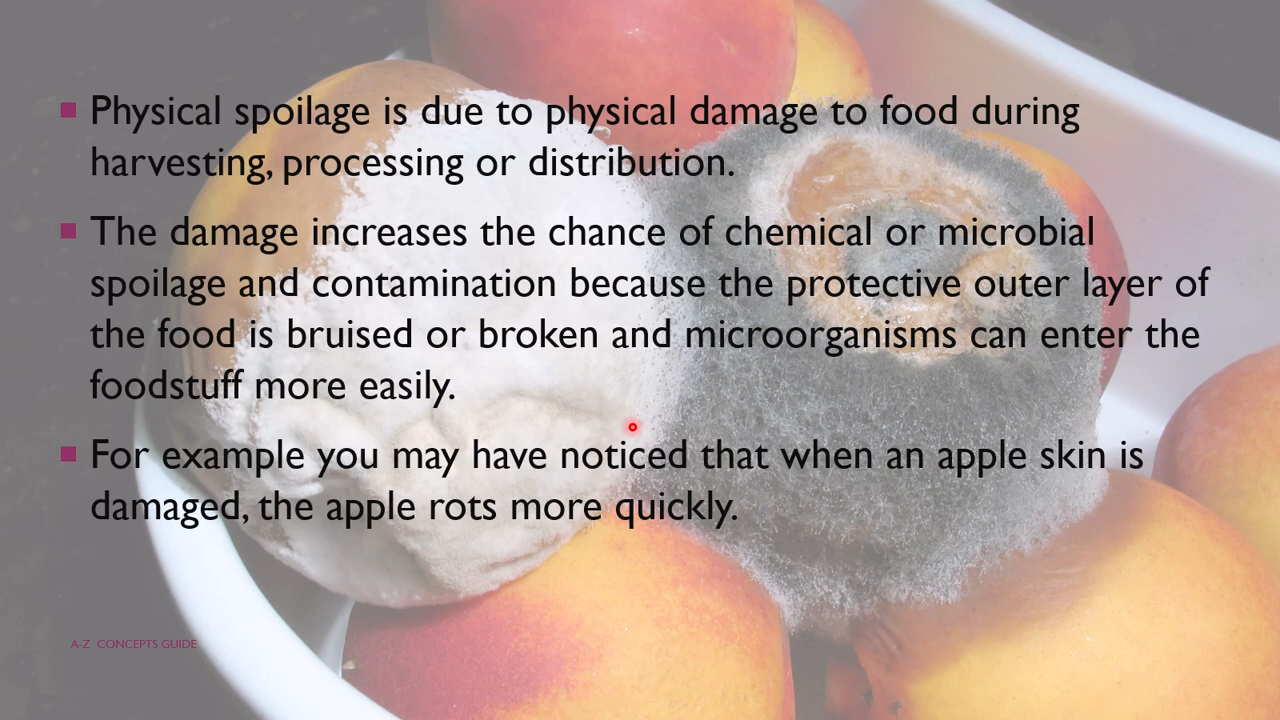 Physical spoilage is due to physical damage to food during
harvesting, processing or distribution.
The damage increases the chance of chemical or microbial
spoilage and contamination because the protective outer layer of
the food is bruised or broken and microorganisms can enter the
foodstuff more easily.
For example you may have noticed that when an apple skin is
damaged, the apple rots more quickly.
A-Z CONCEPTS GUIDE